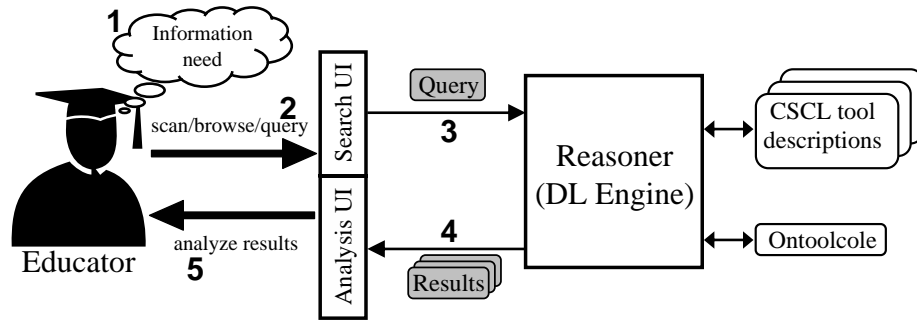 1
Information
need
2
scan/browse/query
Search UI
Query
3
Reasoner
(DL Engine)
CSCL tool
descriptions
Ontoolcole
Analysis UI
4
Results
analyze results
5
Educator